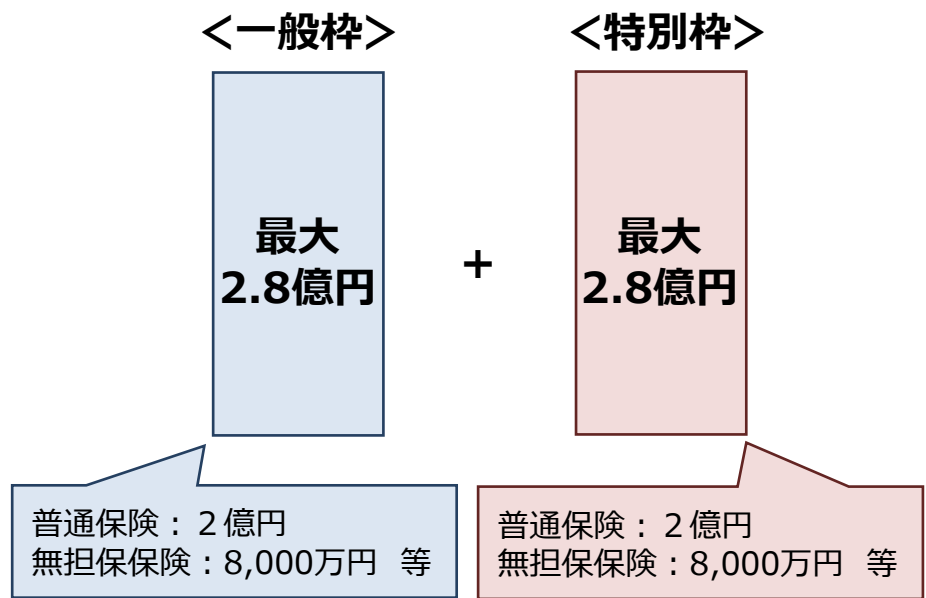 ＜一般枠＞
＜特別枠＞
最大
2.8億円
+
最大
2.8億円
普通保険：２億円
無担保保険：8,000万円　等
普通保険：２億円
無担保保険：8,000万円　等